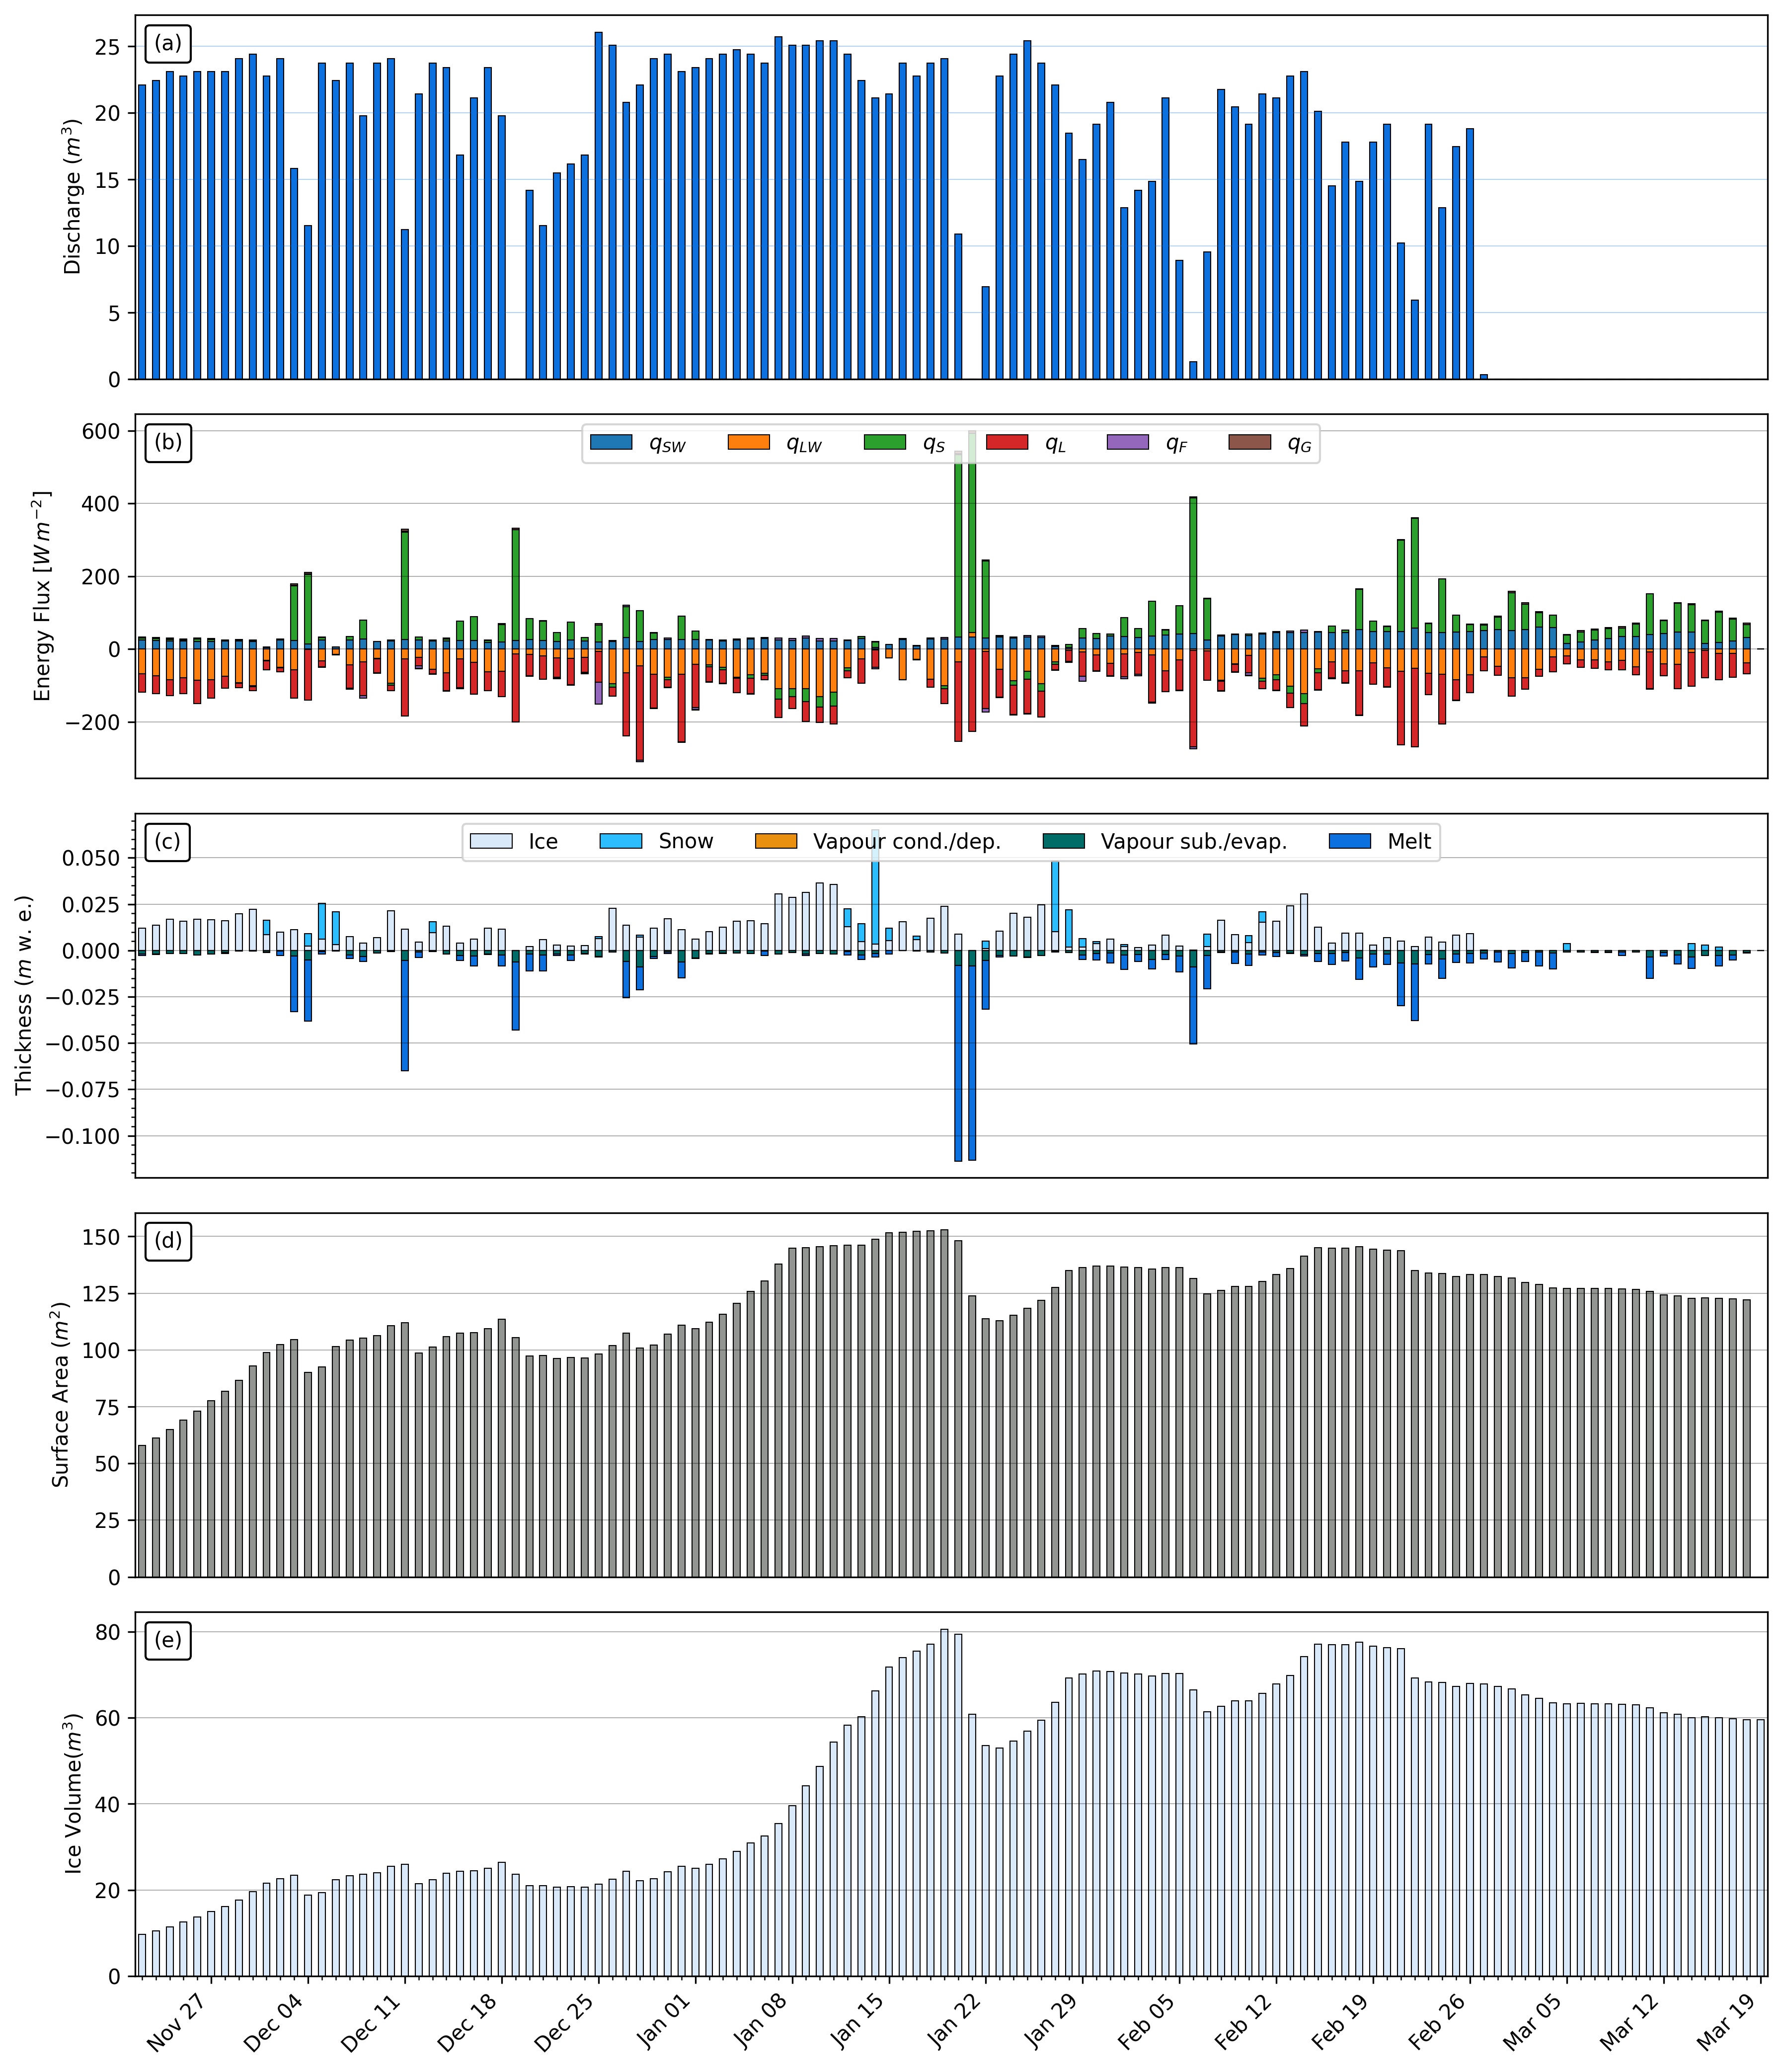 (a)
Discharge (m³)
25
20
15
10
5
0
(b)
q_SW q_LW q_S q_L q_F q_G
Energy Flux [W m⁻²]
600
400
200
0
−200
(c)
Ice Snow Vapour cond./dep. Vapour sub./evap. Melt
Thickness (m w. e.)
0.050
0.025
0.000
−0.025
−0.050
−0.075
−0.100
(d)
Surface Area (m²)
150
125
100
75
50
25
0
(e)
Ice Volume(m³)
80
60
40
20
0
Nov 27 Dec 04 Dec 11 Dec 18 Dec 25 Jan 01 Jan 08 Jan 15 Jan 22 Jan 29 Feb 05 Feb 12 Feb 19 Feb 26 Mar 05 Mar 12 Mar 19